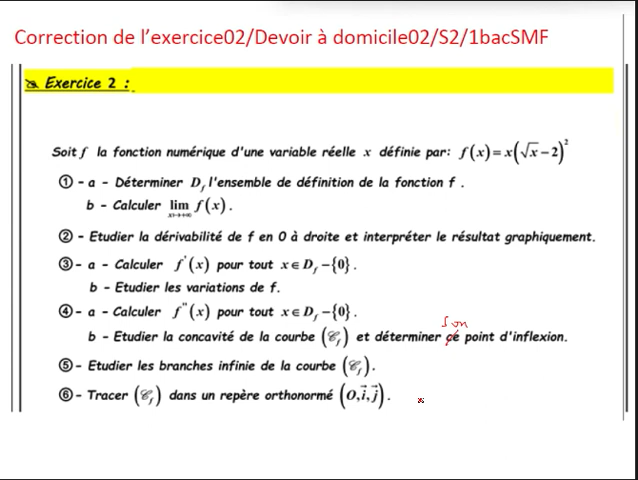 Correction de l'exercice02/Devoir à domicile02/S2/1bacSMF
Exercice 2 :
Soit f la fonction numérique d'une variable réelle x définie par: f(x)=x(√x−2)²
① - a - Déterminer D_f l'ensemble de définition de la fonction f .
b - Calculer lim_{x→+∞} f(x).
② - Etudier la dérivabilité de f en 0 à droite et interpréter le résultat graphiquement.
③ - a - Calculer f'(x) pour tout x∈D_f−{0}.
b - Etudier les variations de f.
④ - a - Calculer f"(x) pour tout x∈D_f−{0}.
son
b - Etudier la concavité de la courbe (𝒞_f) et déterminer cé point d'inflexion.
⑤ - Etudier les branches infinie de la courbe (𝒞_f).
⑥ - Tracer (𝒞_f) dans un repère orthonormé (O,i⃗,j⃗).